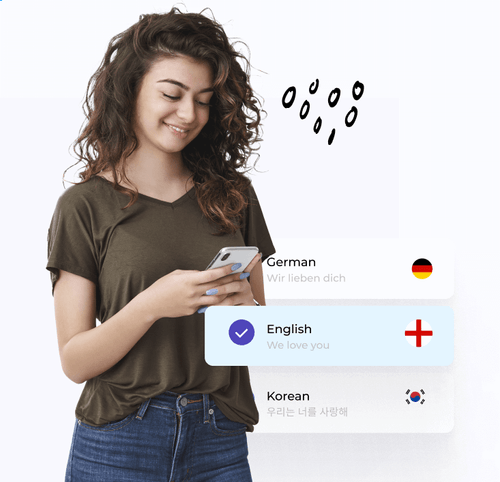 German
Wir lieben dich
English
We love you
Korean
우리는 너를 사랑해